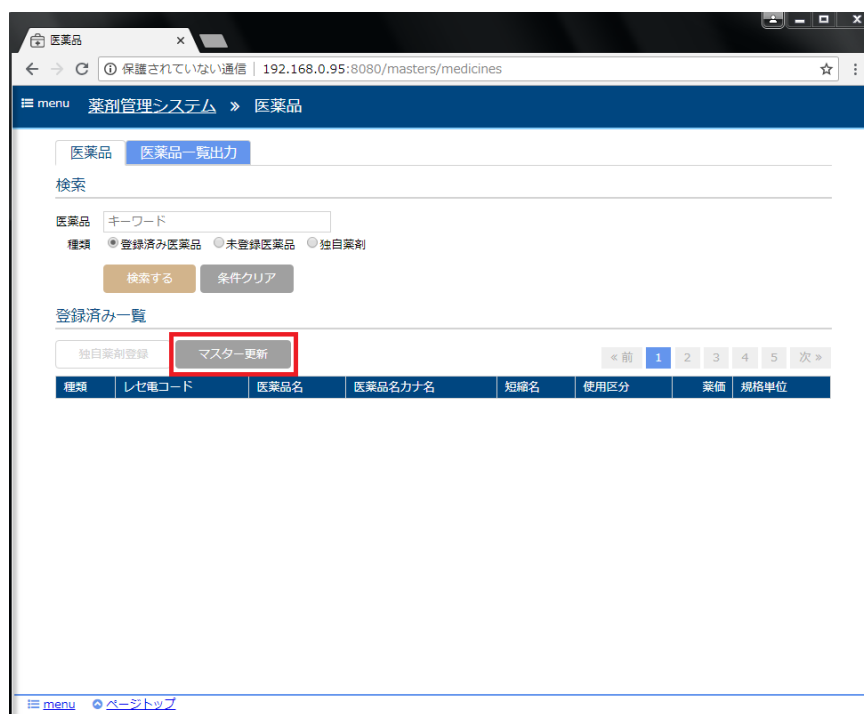 医薬品
保護されていない通信 | 192.168.0.95:8080/masters/medicines
menu 薬剤管理システム » 医薬品
医薬品 医薬品一覧出力
検索
医薬品 キーワード
種類 登録済み医薬品 未登録医薬品 独自薬剤
検索する 条件クリア
登録済み一覧
独自薬剤登録 マスター更新 «前 1 2 3 4 5 次»
種類 レセ電コード 医薬品名 医薬品名カナ名 短縮名 使用区分 薬価 規格単位
menu ページトップ